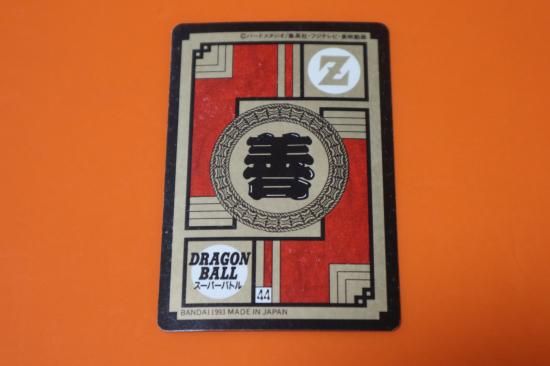 ©バードスタジオ/集英社・フジテレビ・東映動画
Z
善
DRAGON
BALL
スーパーバトル
44
BANDAI 1993 MADE IN JAPAN